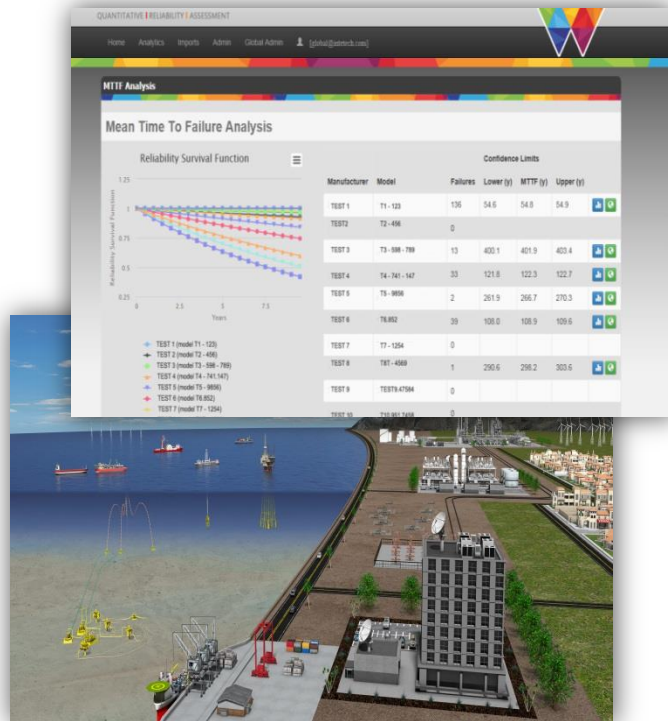 QUANTITATIVE RELIABILITY ASSESSMENT
Home Analytics Imports Admin Global Admin
MTTF Analysis
Mean Time To Failure Analysis
Reliability Survival Function
Reliability Survival Function
1.25
1
0.75
0.5
0.25
0 2.5 5 7.5
Years
TEST 1 (model T1 - 123)
TEST 2 (model T2 - 456)
TEST 3 (model T3 - 598 - 789)
TEST 4 (model T4 - 741.147)
TEST 5 (model T5 - 9856)
TEST 6 (model T6.852)
TEST 7 (model T7 - 1254)
Confidence Limits
Manufacturer Model Failures Lower (y) MTTF (y) Upper (y)
TEST 1 T1 - 123 136 54.6 54.8 54.9
TEST2 T2 - 456 0
TEST 3 T3 - 598 - 789 13 400.1 401.9 403.4
TEST 4 T4 - 741 - 147 33 121.8 122.3 122.7
TEST 5 T5 - 9856 2 261.9 266.7 270.3
TEST 6 T6.852 39 108.0 108.9 109.6
TEST 7 T7 - 1254 0
TEST 8 T8T - 4569 1 290.6 298.2 303.6
TEST 9 TEST9.47584 0
TEST 10 0